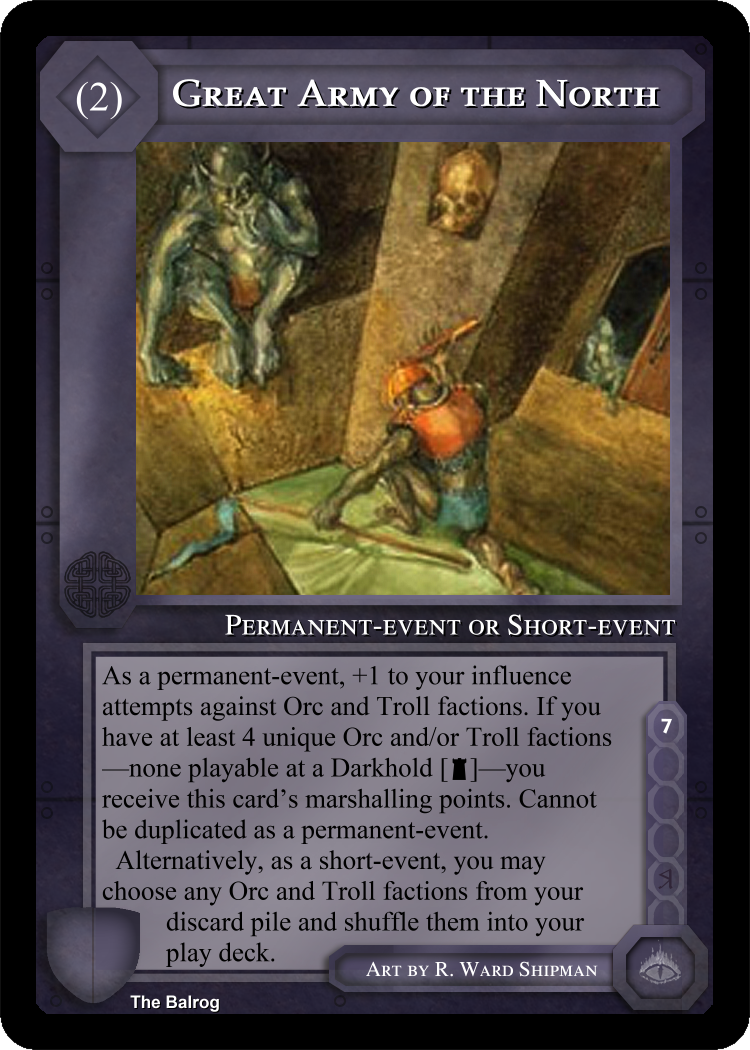 (2)
Great Army of the North
Permanent-event or Short-event
As a permanent-event, +1 to your influence
attempts against Orc and Troll factions. If you
have at least 4 unique Orc and/or Troll factions
—none playable at a Darkhold [ ]—you
receive this card’s marshalling points. Cannot
be duplicated as a permanent-event.
Alternatively, as a short-event, you may
choose any Orc and Troll factions from your
discard pile and shuffle them into your
play deck.
7
Art by R. Ward Shipman
The Balrog